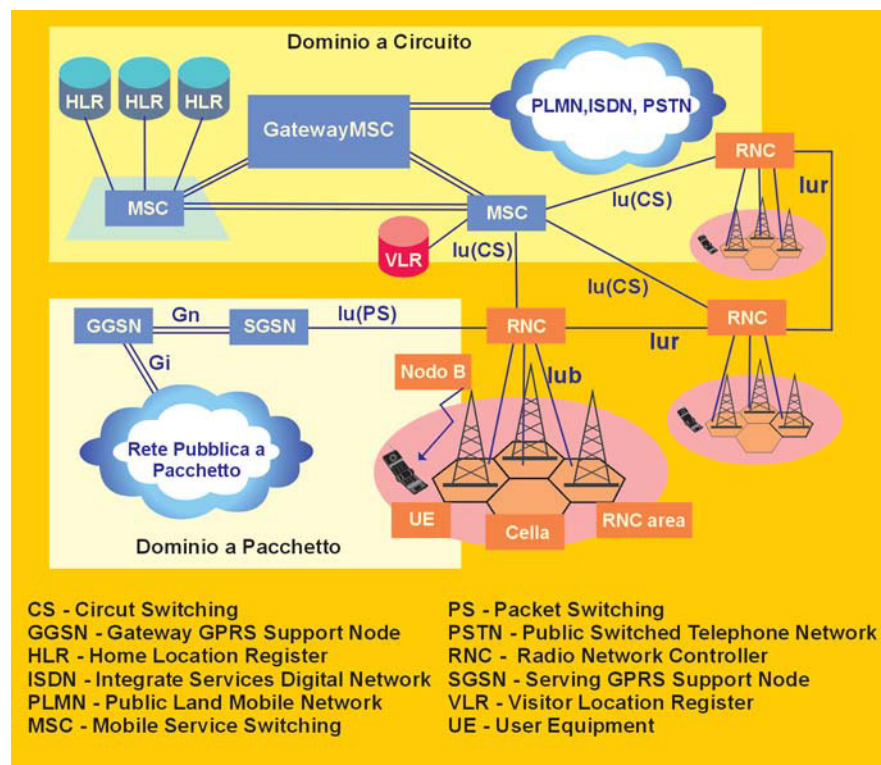 Dominio a Circuito
HLR
HLR
HLR
GatewayMSC
PLMN,ISDN, PSTN
RNC
Iur
MSC
MSC
Iu(CS)
VLR
Iu(CS)
Iu(CS)
GGSN
Gn
SGSN
Iu(PS)
RNC
Iur
RNC
Gi
Nodo B
Iub
Rete Pubblica a
Pacchetto
UE
Cella
RNC area
Dominio a Pacchetto
CS - Circut Switching
GGSN - Gateway GPRS Support Node
HLR - Home Location Register
ISDN - Integrate Services Digital Network
PLMN - Public Land Mobile Network
MSC - Mobile Service Switching
PS - Packet Switching
PSTN - Public Switched Telephone Network
RNC - Radio Network Controller
SGSN - Serving GPRS Support Node
VLR - Visitor Location Register
UE - User Equipment